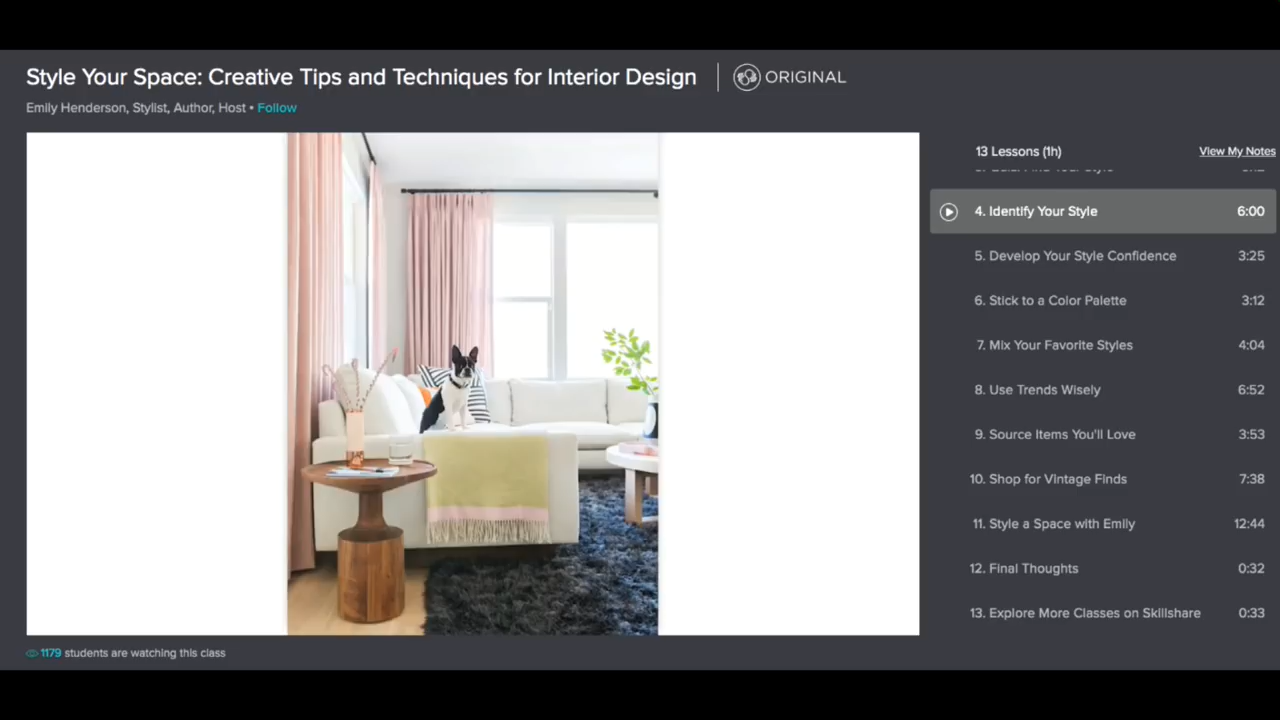 Style Your Space: Creative Tips and Techniques for Interior Design
ORIGINAL
Emily Henderson, Stylist, Author, Host • Follow
13 Lessons (1h)
View My Notes
4. Identify Your Style 6:00
5. Develop Your Style Confidence 3:25
6. Stick to a Color Palette 3:12
7. Mix Your Favorite Styles 4:04
8. Use Trends Wisely 6:52
9. Source Items You'll Love 3:53
10. Shop for Vintage Finds 7:38
11. Style a Space with Emily 12:44
12. Final Thoughts 0:32
13. Explore More Classes on Skillshare 0:33
1179 students are watching this class